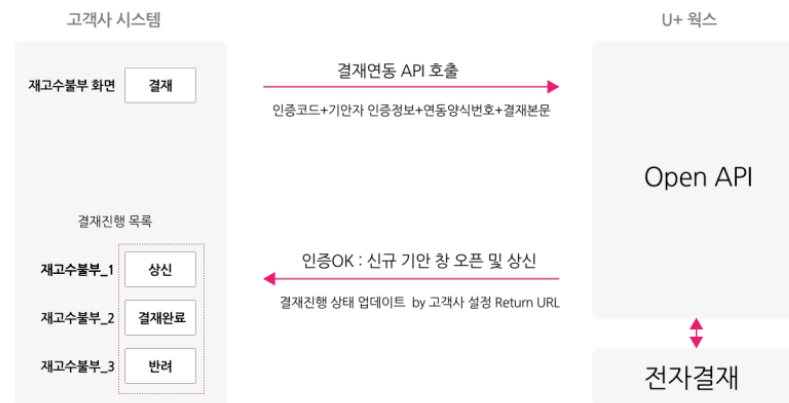 고객사 시스템
U+ 웍스
재고수불부 화면
결재
결재연동 API 호출
인증코드+기안자 인증정보+연동양식번호+결재본문
Open API
결재진행 목록
재고수불부_1
상신
인증OK : 신규 기안 창 오픈 및 상신
결재진행 상태 업데이트 by 고객사 설정 Return URL
재고수불부_2
결재완료
재고수불부_3
반려
전자결재